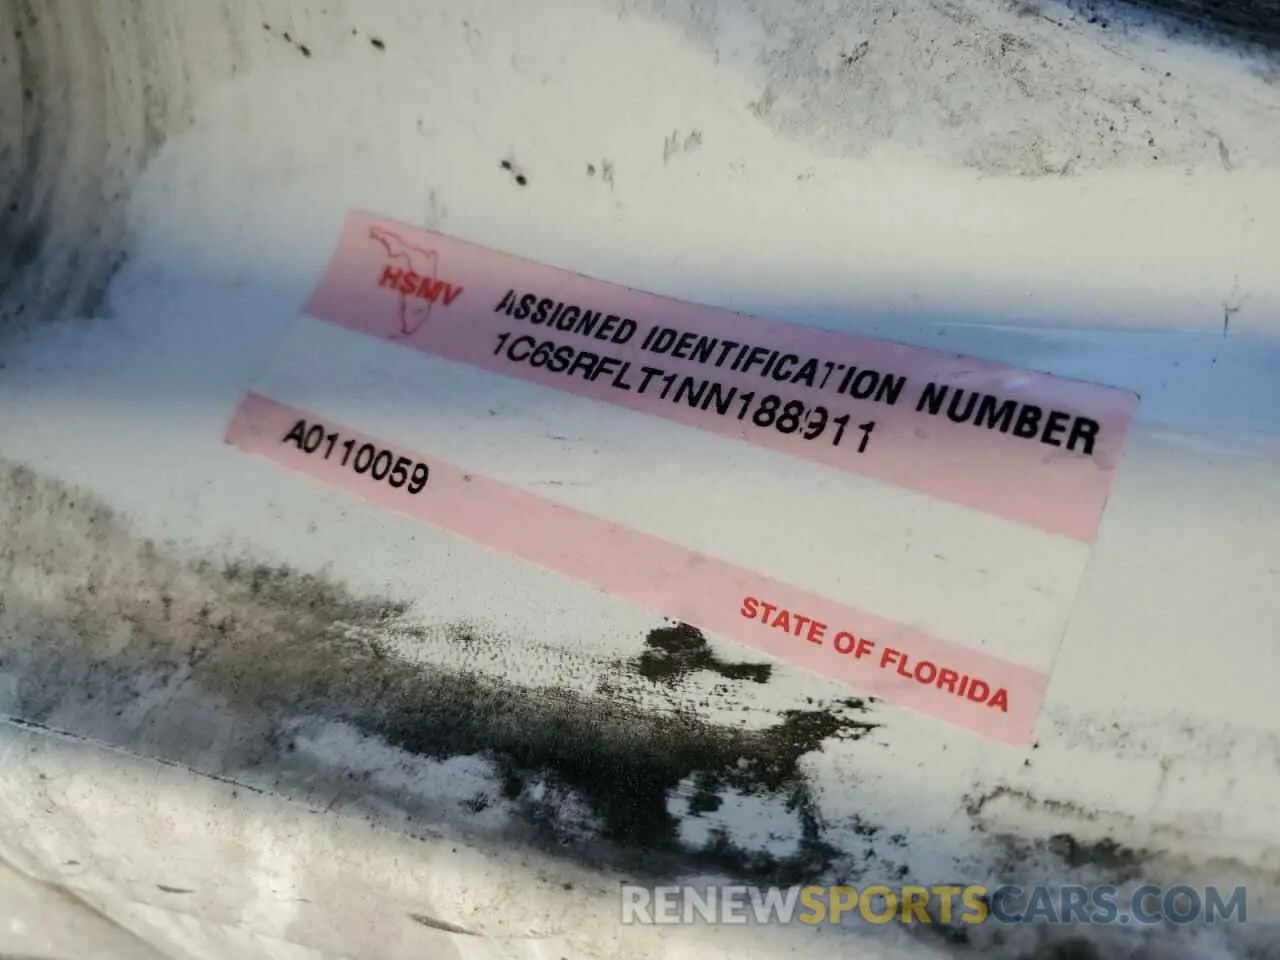 HSMV
ASSIGNED IDENTIFICATION NUMBER
1C6SRFLT1NN188911
A0110059
STATE OF FLORIDA
RENEWSPORTSCARS.COM